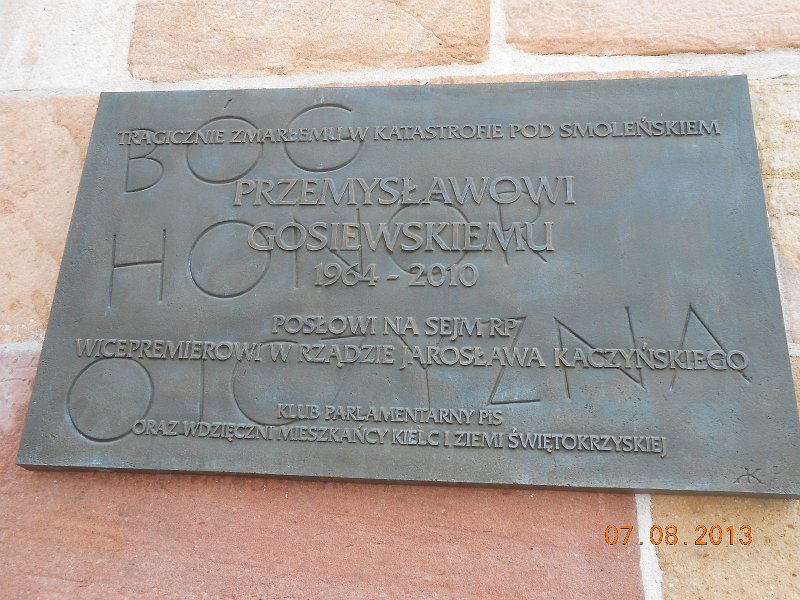 TRAGICZNIE ZMARŁEMU W KATASTROFIE POD SMOLEŃSKIEM
BÓG
PRZEMYSŁAWOWI
HONOR
GOSIEWSKIEMU
1964 - 2010
POSŁOWI NA SEJM RP
WICEPREMIEROWI W RZĄDZIE JAROSŁAWA KACZYŃSKIEGO
OJCZYZNA
KLUB PARLAMENTARNY PiS
ORAZ WDZIĘCZNI MIESZKAŃCY KIELC I ZIEMI ŚWIĘTOKRZYSKIEJ
AK
07.08.2013